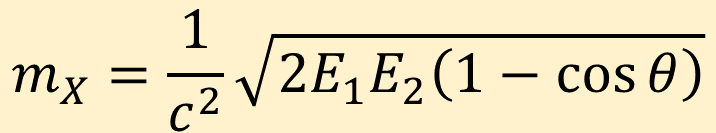 m_X = \frac{1}{c^2}\sqrt{2E_1E_2(1 - \cos\theta)}